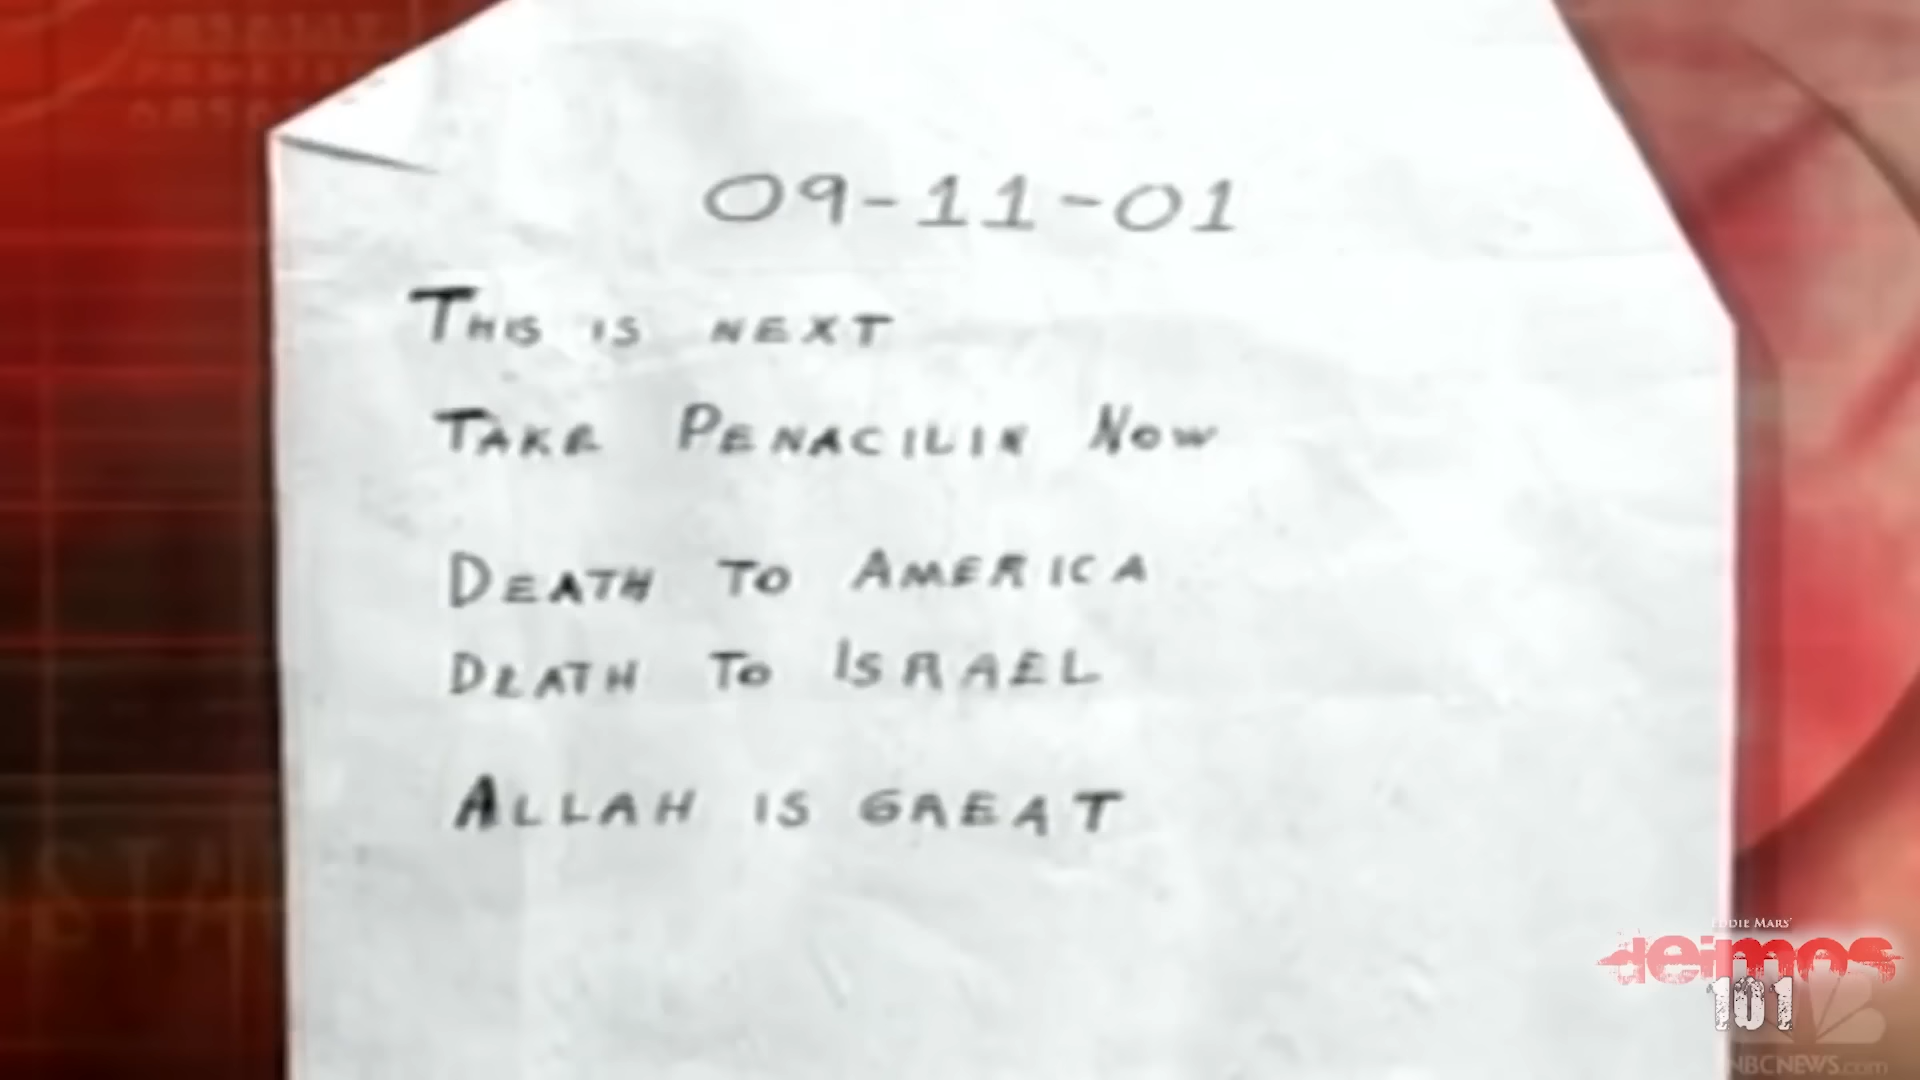 09-11-01
THIS IS NEXT
TAKE PENACILIN NOW
DEATH TO AMERICA
DEATH TO ISRAEL
ALLAH IS GREAT
EDDIE MARS'
deimos
101
NBCNEWS.com